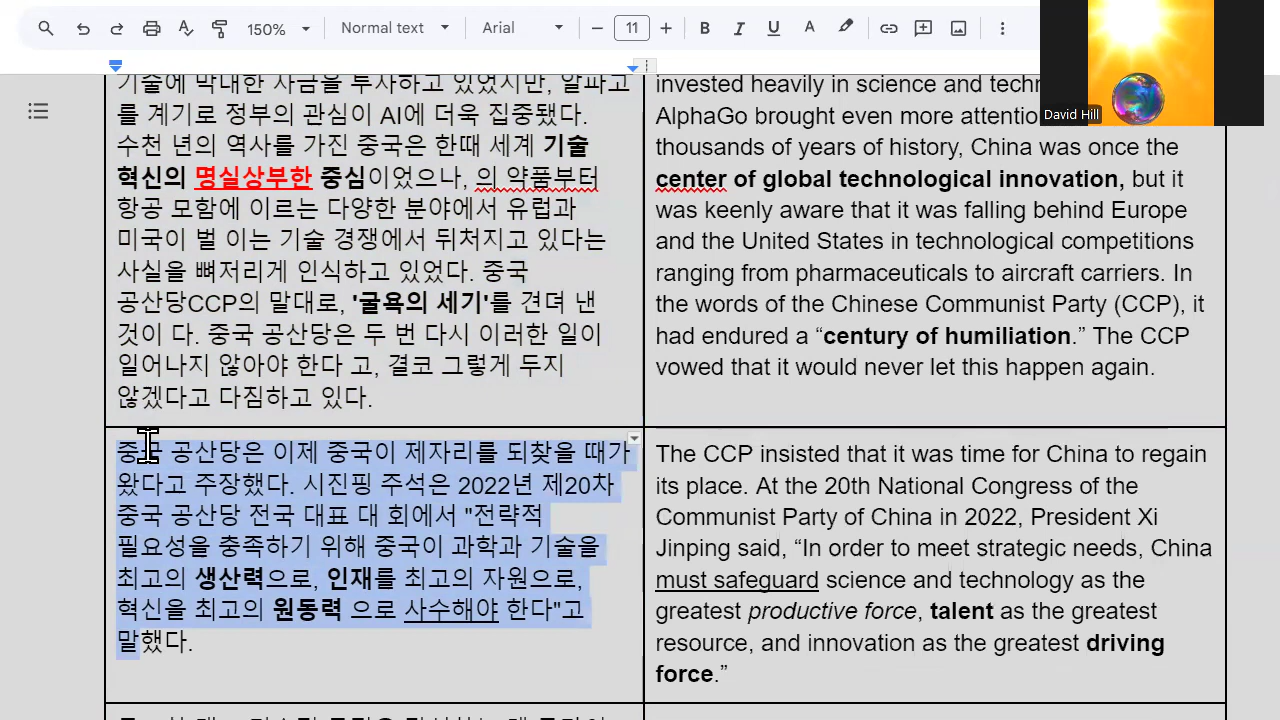 150% Normal text Arial 11 B I U A
David Hill
기술에 막대한 자금을 투자하고 있었지만, 알파고
를 계기로 정부의 관심이 AI에 더욱 집중됐다.
수천 년의 역사를 가진 중국은 한때 세계 기술
혁신의 명실상부한 중심이었으나, 의 약품부터
항공 모함에 이르는 다양한 분야에서 유럽과
미국이 벌 이는 기술 경쟁에서 뒤처지고 있다는
사실을 뼈저리게 인식하고 있었다. 중국
공산당CCP의 말대로, '굴욕의 세기'를 견뎌 낸
것이 다. 중국 공산당은 두 번 다시 이러한 일이
일어나지 않아야 한다 고, 결코 그렇게 두지
않겠다고 다짐하고 있다.
invested heavily in science and
AlphaGo brought even more
thousands of years of history, China was once the
center of global technological innovation, but it
was keenly aware that it was falling behind Europe
and the United States in technological competitions
ranging from pharmaceuticals to aircraft carriers. In
the words of the Chinese Communist Party (CCP), it
had endured a “century of humiliation.” The CCP
vowed that it would never let this happen again.
중국 공산당은 이제 중국이 제자리를 되찾을 때가
왔다고 주장했다. 시진핑 주석은 2022년 제20차
중국 공산당 전국 대표 대 회에서 "전략적
필요성을 충족하기 위해 중국이 과학과 기술을
최고의 생산력으로, 인재를 최고의 자원으로,
혁신을 최고의 원동력 으로 사수해야 한다"고
말했다.
The CCP insisted that it was time for China to regain
its place. At the 20th National Congress of the
Communist Party of China in 2022, President Xi
Jinping said, “In order to meet strategic needs, China
must safeguard science and technology as the
greatest productive force, talent as the greatest
resource, and innovation as the greatest driving
force.”